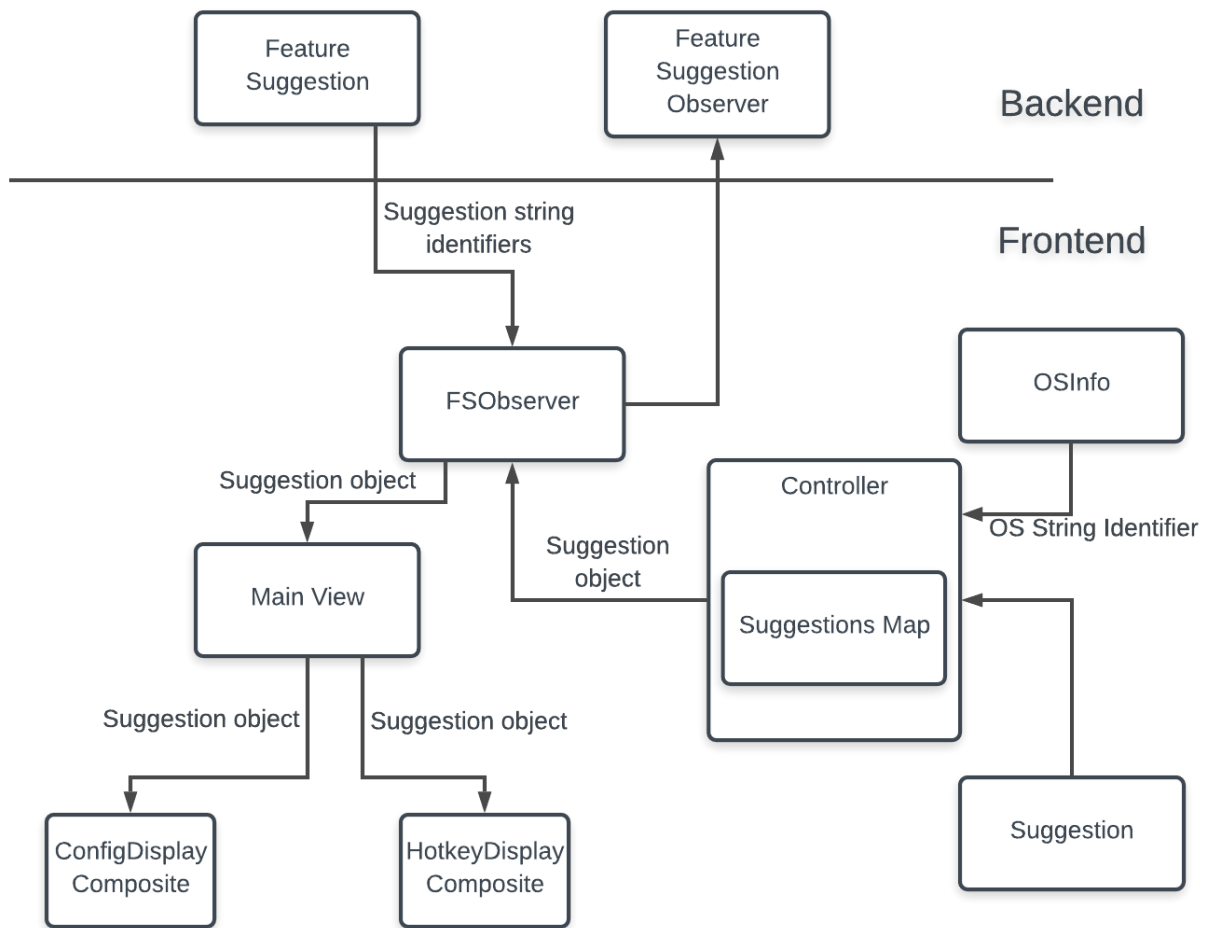 Feature
Suggestion
Feature
Suggestion
Observer
Backend
Suggestion string
identifiers
Frontend
FSObserver
OSInfo
Suggestion object
Controller
OS String Identifier
Suggestion
object
Main View
Suggestions Map
Suggestion object
Suggestion object
ConfigDisplay
Composite
HotkeyDisplay
Composite
Suggestion